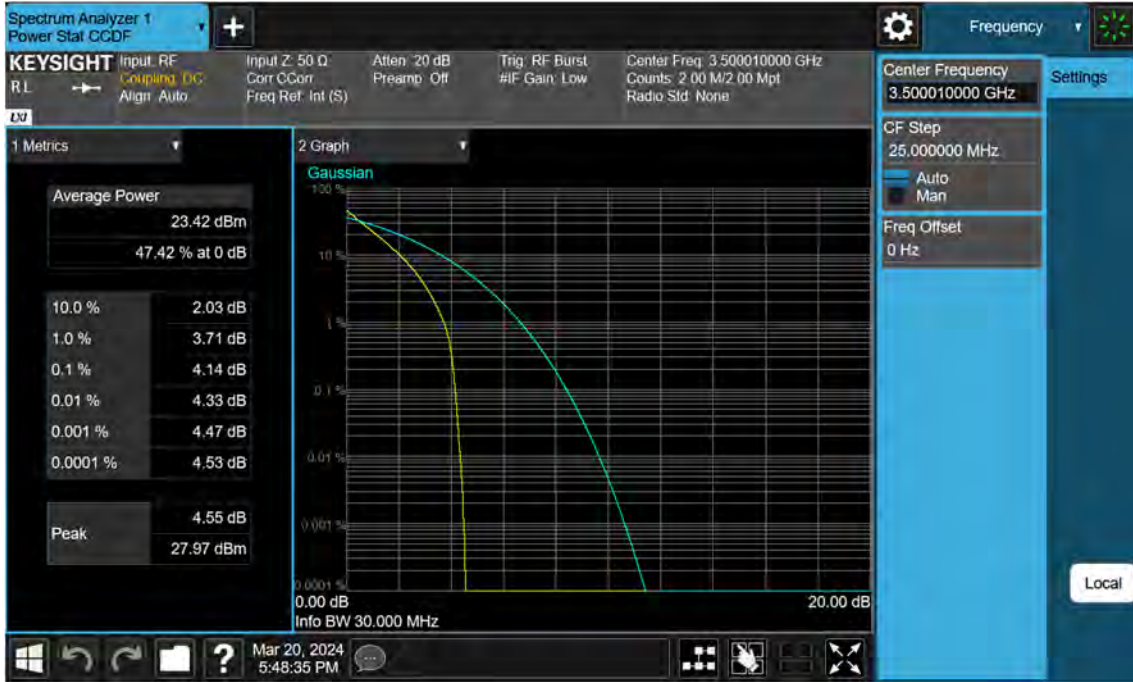 Spectrum Analyzer 1
Power Stat CCDF
Frequency
KEYSIGHT
R L
LXI
Input: RF
Coupling: DC
Align: Auto
Input Z: 50 Ω
Corr CCorr
Freq Ref: Int (S)
Atten: 20 dB
Preamp: Off
Trig: RF Burst
#IF Gain: Low
Center Freq: 3.500010000 GHz
Counts: 2.00 M/2.00 Mpt
Radio Std: None
Center Frequency
3.500010000 GHz
Settings
CF Step
25.000000 MHz
Auto
Man
Freq Offset
0 Hz
1 Metrics
Average Power
23.42 dBm
47.42 % at 0 dB
10.0 % 2.03 dB
1.0 % 3.71 dB
0.1 % 4.14 dB
0.01 % 4.33 dB
0.001 % 4.47 dB
0.0001 % 4.53 dB
Peak
4.55 dB
27.97 dBm
2 Graph
Gaussian
100 %
10 %
1 %
0.1 %
0.01 %
0.001 %
0.0001 %
0.00 dB 20.00 dB
Info BW 30.000 MHz
Local
?
Mar 20, 2024
5:48:35 PM